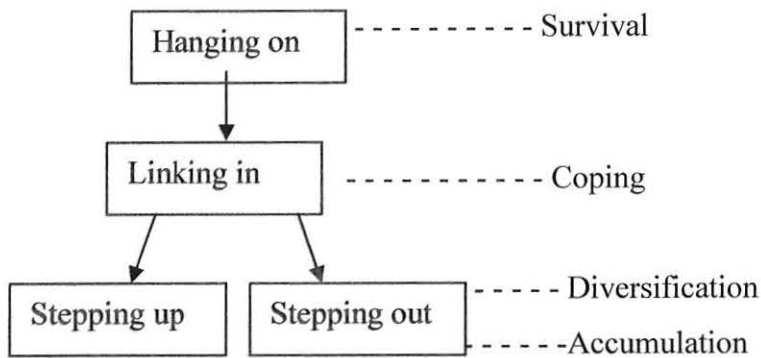 Hanging on
Survival
Linking in
Coping
Stepping up
Stepping out
Diversification
Accumulation